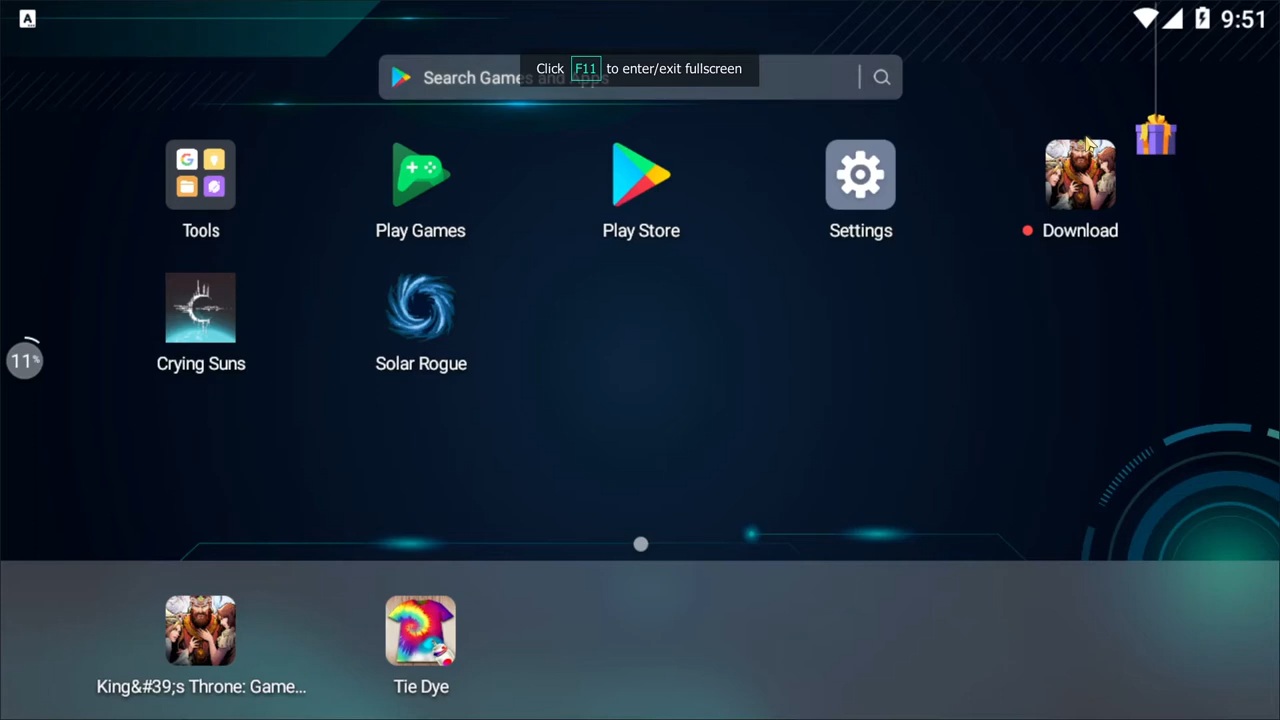 A
9:51
Search Games and Apps
Click F11 to enter/exit fullscreen
Tools
Play Games
Play Store
Settings
Download
11%
Crying Suns
Solar Rogue
King&#39;s Throne: Game...
Tie Dye